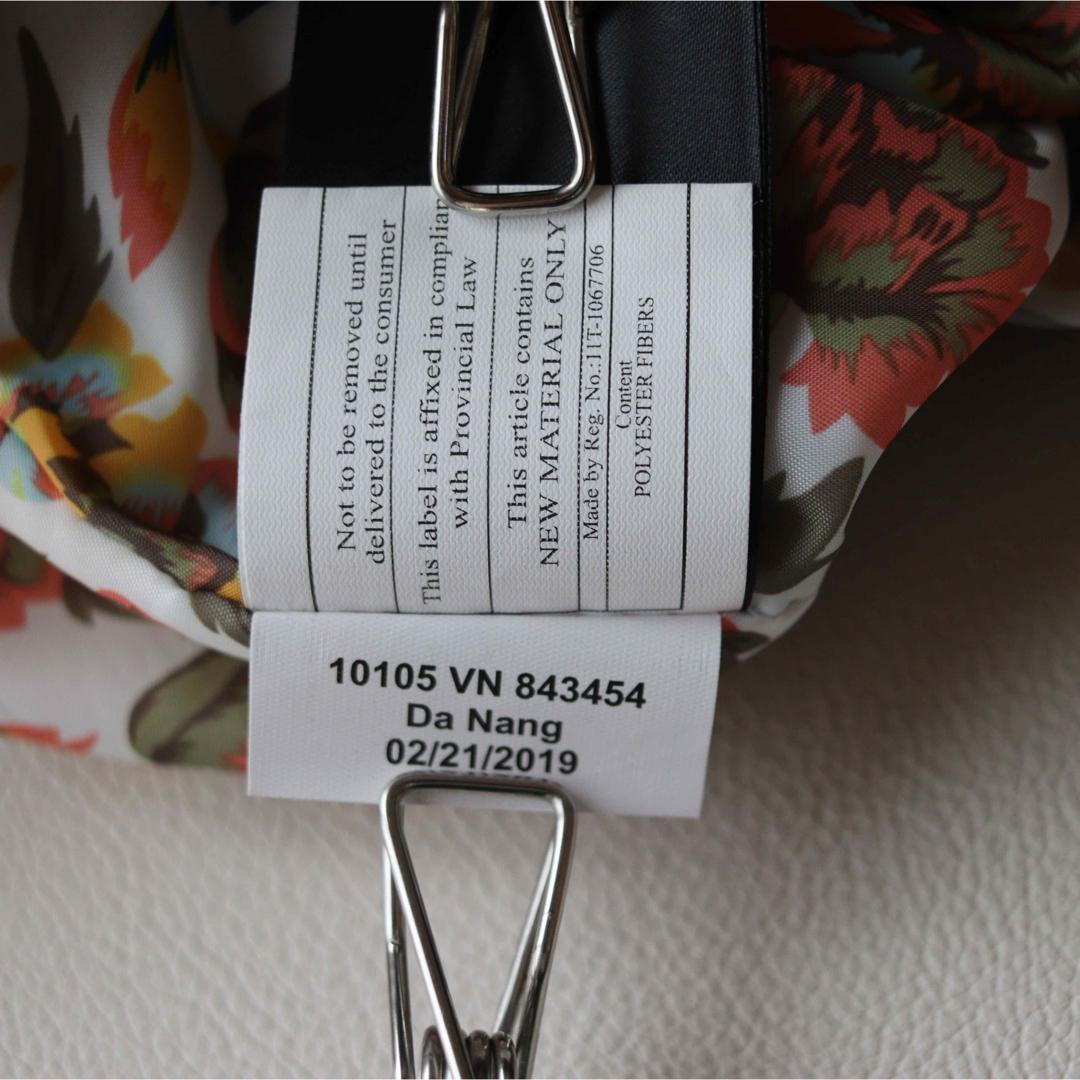 Not to be removed until
delivered to the consumer
This label is affixed in
with Provincial Law
This article contains
NEW MATERIAL ONLY
Made by Reg. No.:11T-1067706
Content
POLYESTER FIBERS
10105 VN 843454
Da Nang
02/21/2019